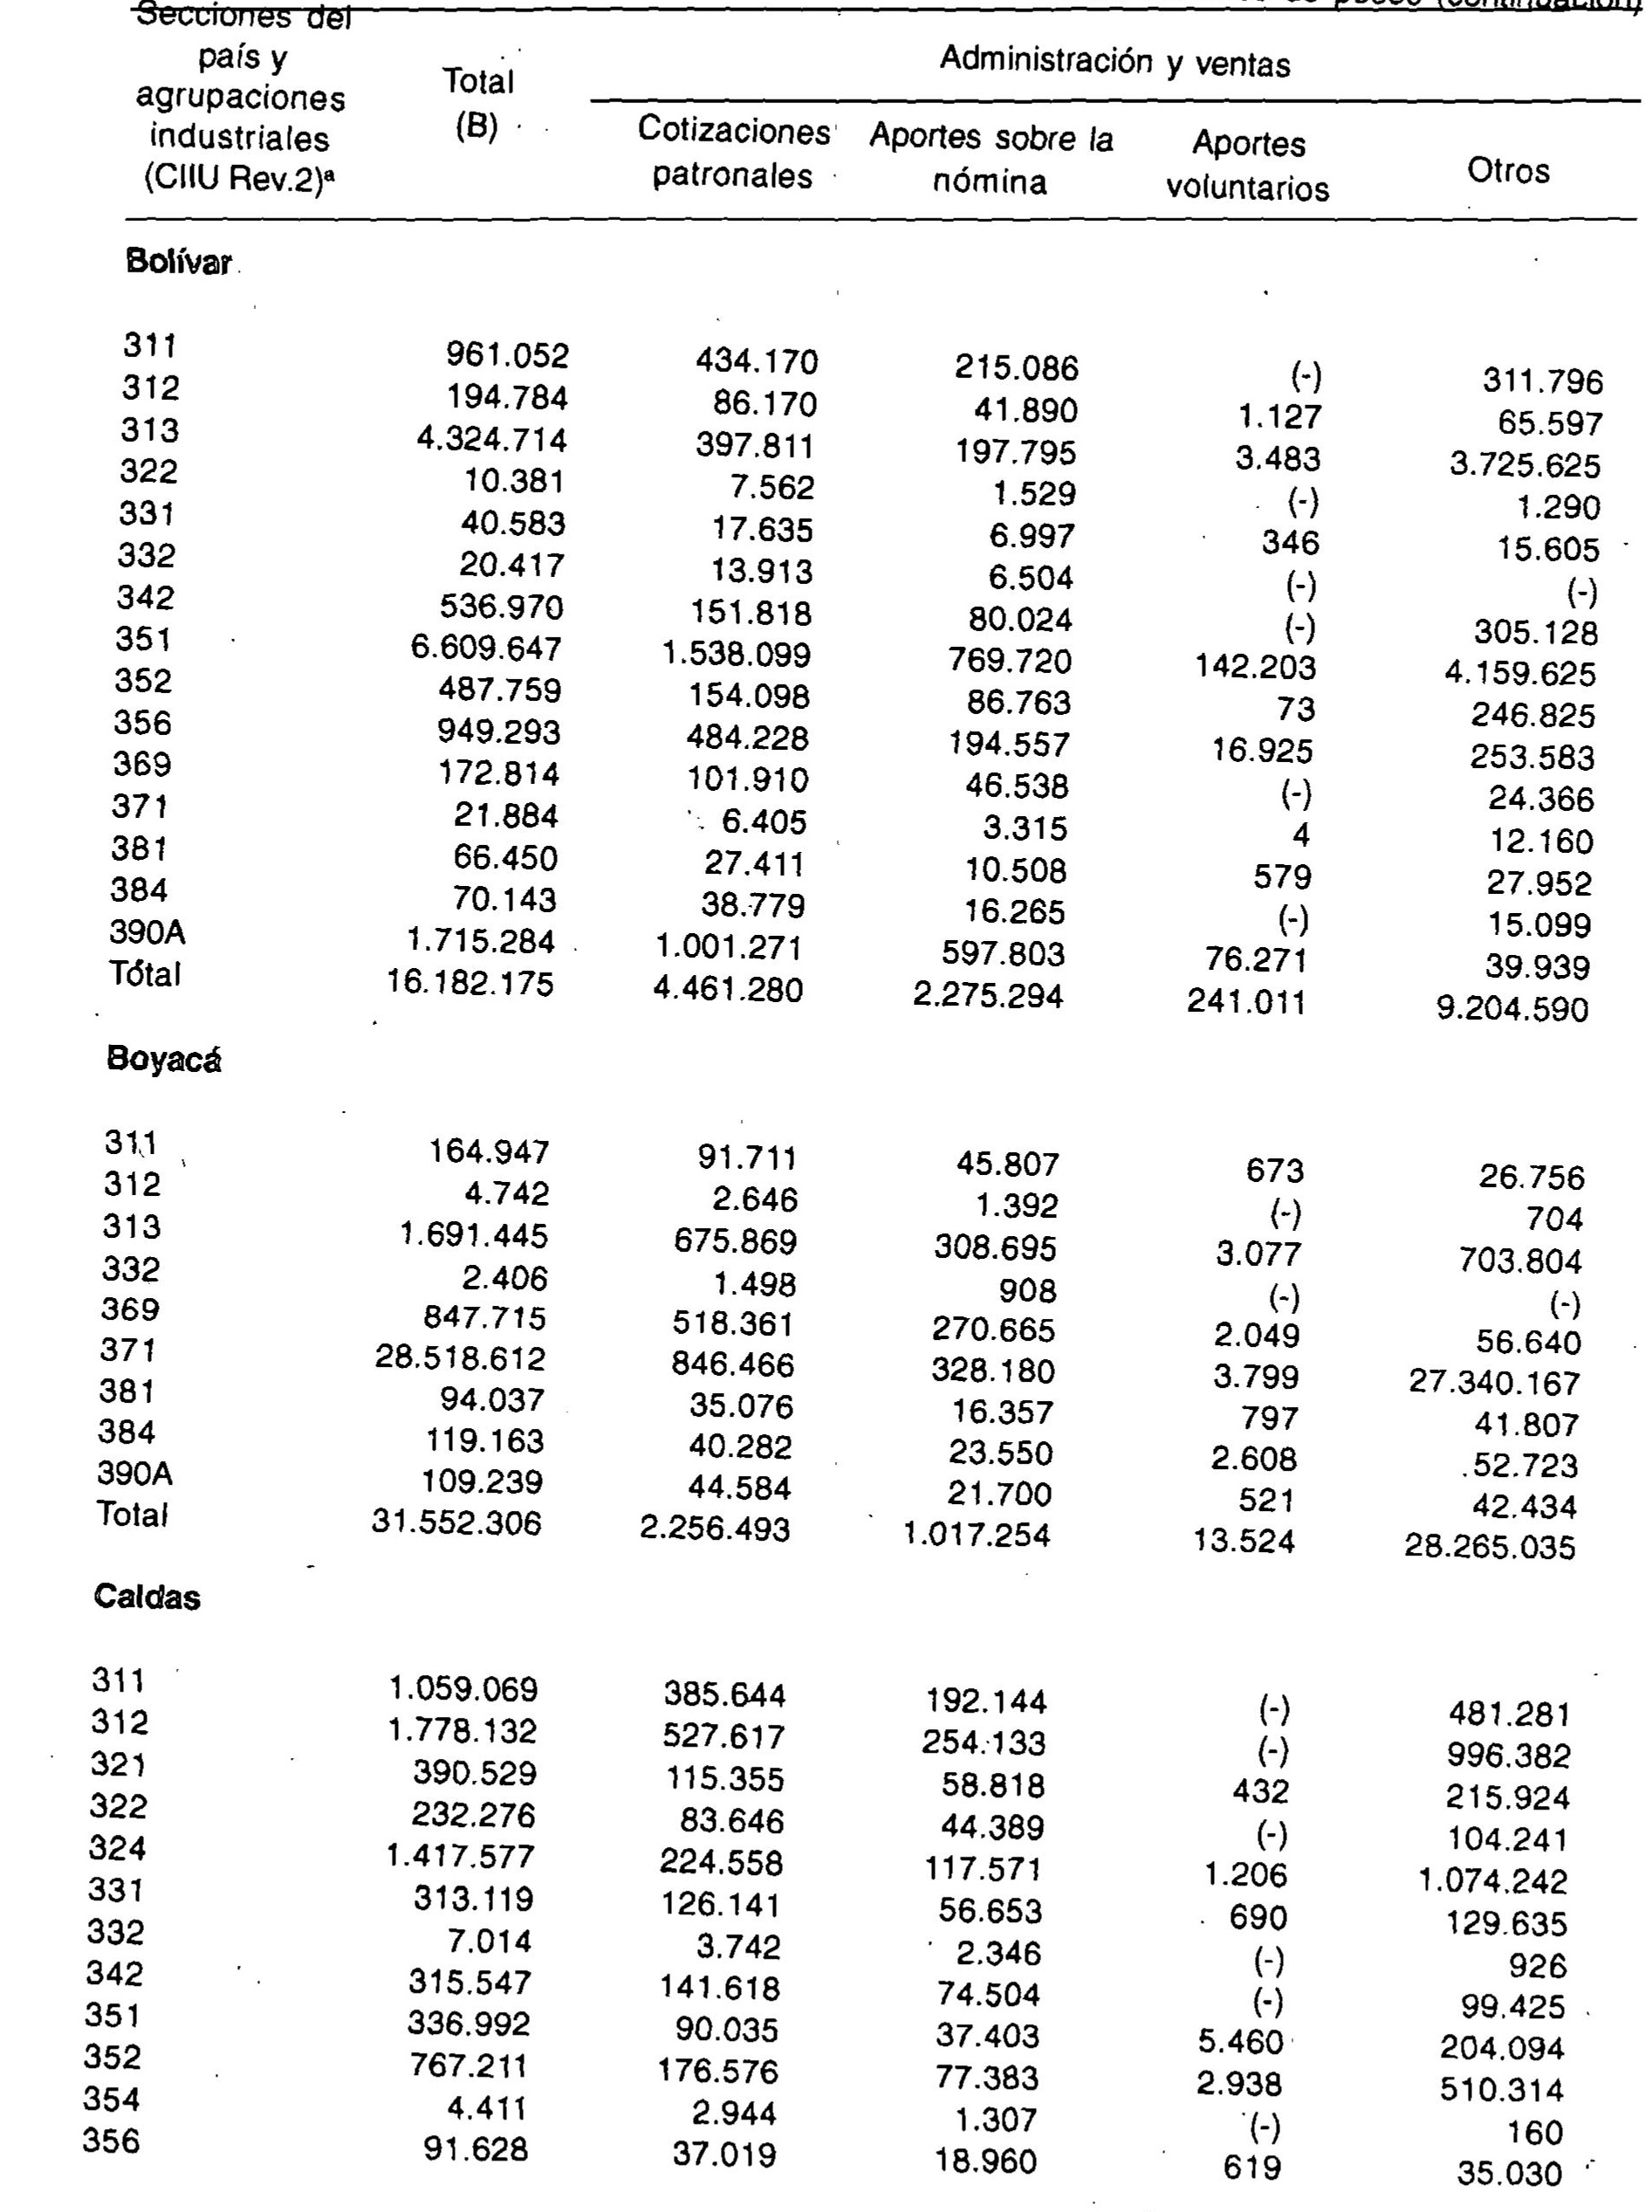 (continuación)
Secciones del
país y
agrupaciones
industriales
(CIIU Rev.2)ª
Total
(B)
Administración y ventas
Cotizaciones
patronales
Aportes sobre la
nómina
Aportes
voluntarios
Otros
Bolívar
311 961.052 434.170 215.086 (-) 311.796
312 194.784 86.170 41.890 1.127 65.597
313 4.324.714 397.811 197.795 3.483 3.725.625
322 10.381 7.562 1.529 (-) 1.290
331 40.583 17.635 6.997 346 15.605
332 20.417 13.913 6.504 (-) (-)
342 536.970 151.818 80.024 (-) 305.128
351 6.609.647 1.538.099 769.720 142.203 4.159.625
352 487.759 154.098 86.763 73 246.825
356 949.293 484.228 194.557 16.925 253.583
369 172.814 101.910 46.538 (-) 24.366
371 21.884 6.405 3.315 4 12.160
381 66.450 27.411 10.508 579 27.952
384 70.143 38.779 16.265 (-) 15.099
390A 1.715.284 1.001.271 597.803 76.271 39.939
Total 16.182.175 4.461.280 2.275.294 241.011 9.204.590
Boyacá
311 164.947 91.711 45.807 673 26.756
312 4.742 2.646 1.392 (-) 704
313 1.691.445 675.869 308.695 3.077 703.804
332 2.406 1.498 908 (-) (-)
369 847.715 518.361 270.665 2.049 56.640
371 28.518.612 846.466 328.180 3.799 27.340.167
381 94.037 35.076 16.357 797 41.807
384 119.163 40.282 23.550 2.608 52.723
390A 109.239 44.584 21.700 521 42.434
Total 31.552.306 2.256.493 1.017.254 13.524 28.265.035
Caldas
311 1.059.069 385.644 192.144 (-) 481.281
312 1.778.132 527.617 254.133 (-) 996.382
321 390.529 115.355 58.818 432 215.924
322 232.276 83.646 44.389 (-) 104.241
324 1.417.577 224.558 117.571 1.206 1.074.242
331 313.119 126.141 56.653 690 129.635
332 7.014 3.742 2.346 (-) 926
342 315.547 141.618 74.504 (-) 99.425
351 336.992 90.035 37.403 5.460 204.094
352 767.211 176.576 77.383 2.938 510.314
354 4.411 2.944 1.307 (-) 160
356 91.628 37.019 18.960 619 35.030